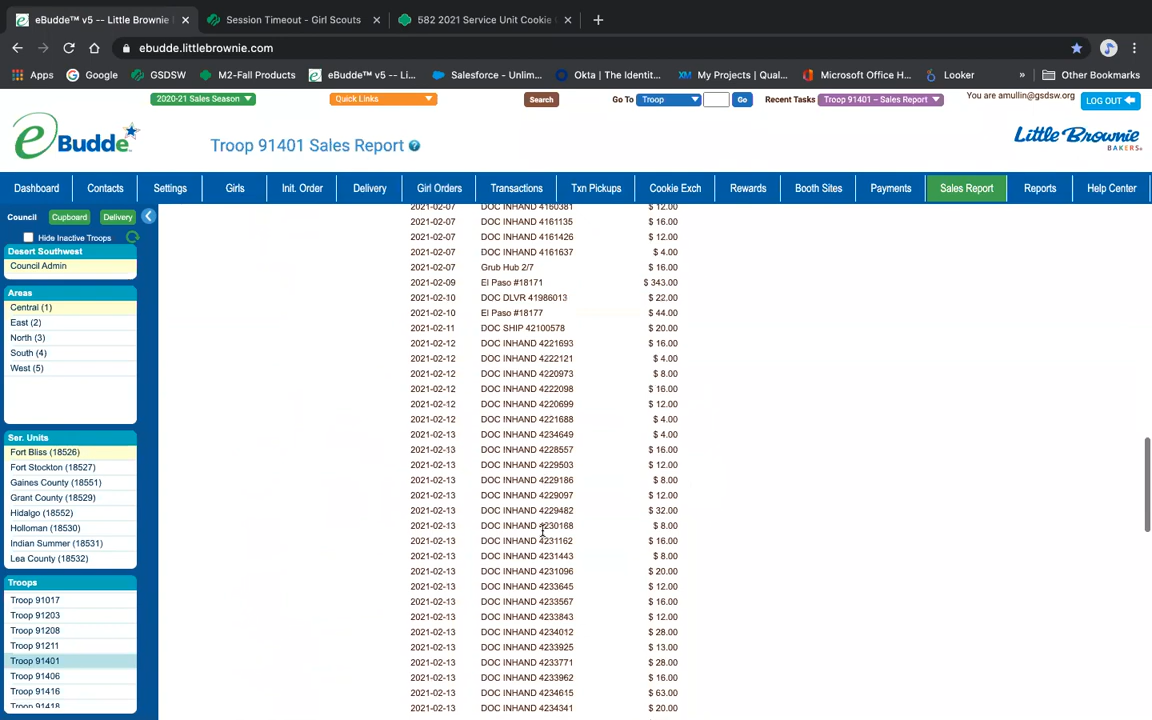 eBudde™ v5 -- Little Brownie
Session Timeout - Girl Scouts
582 2021 Service Unit Cookie
ebudde.littlebrownie.com
Apps
Google
GSDSW
M2-Fall Products
eBudde™ v5 -- Li...
Salesforce - Unlim...
Okta | The Identit...
XM My Projects | Qual...
Microsoft Office H...
Looker
»
Other Bookmarks
2020-21 Sales Season
Quick Links
Search
Go To
Troop
Go
Recent Tasks
Troop 91401 – Sales Report
You are amullin@gsdsw.org
LOG OUT
eBudde
Troop 91401 Sales Report
Little Brownie
BAKERS
Dashboard
Contacts
Settings
Girls
Init. Order
Delivery
Girl Orders
Transactions
Txn Pickups
Cookie Exch
Rewards
Booth Sites
Payments
Sales Report
Reports
Help Center
Council
Cupboard
Delivery
Hide Inactive Troops
Desert Southwest
Council Admin
Areas
Central (1)
East (2)
North (3)
South (4)
West (5)
Ser. Units
Fort Bliss (18526)
Fort Stockton (18527)
Gaines County (18551)
Grant County (18529)
Hidalgo (18552)
Holloman (18530)
Indian Summer (18531)
Lea County (18532)
Troops
Troop 91017
Troop 91203
Troop 91208
Troop 91211
Troop 91401
Troop 91406
Troop 91416
Troop 91418
2021-02-07 DOC INHAND 4160381 $ 12.00
2021-02-07 DOC INHAND 4161135 $ 16.00
2021-02-07 DOC INHAND 4161426 $ 12.00
2021-02-07 DOC INHAND 4161637 $ 4.00
2021-02-07 Grub Hub 2/7 $ 16.00
2021-02-09 El Paso #18171 $ 343.00
2021-02-10 DOC DLVR 41986013 $ 22.00
2021-02-10 El Paso #18177 $ 44.00
2021-02-11 DOC SHIP 42100578 $ 20.00
2021-02-12 DOC INHAND 4221693 $ 16.00
2021-02-12 DOC INHAND 4222121 $ 4.00
2021-02-12 DOC INHAND 4220973 $ 8.00
2021-02-12 DOC INHAND 4222098 $ 16.00
2021-02-12 DOC INHAND 4220699 $ 12.00
2021-02-12 DOC INHAND 4221688 $ 4.00
2021-02-13 DOC INHAND 4234649 $ 4.00
2021-02-13 DOC INHAND 4228557 $ 16.00
2021-02-13 DOC INHAND 4229503 $ 12.00
2021-02-13 DOC INHAND 4229186 $ 8.00
2021-02-13 DOC INHAND 4229097 $ 12.00
2021-02-13 DOC INHAND 4229482 $ 32.00
2021-02-13 DOC INHAND 4230168 $ 8.00
2021-02-13 DOC INHAND 4231162 $ 16.00
2021-02-13 DOC INHAND 4231443 $ 8.00
2021-02-13 DOC INHAND 4231096 $ 20.00
2021-02-13 DOC INHAND 4233645 $ 12.00
2021-02-13 DOC INHAND 4233567 $ 16.00
2021-02-13 DOC INHAND 4233843 $ 12.00
2021-02-13 DOC INHAND 4234012 $ 28.00
2021-02-13 DOC INHAND 4233925 $ 13.00
2021-02-13 DOC INHAND 4233771 $ 28.00
2021-02-13 DOC INHAND 4233962 $ 16.00
2021-02-13 DOC INHAND 4234615 $ 63.00
2021-02-13 DOC INHAND 4234341 $ 20.00